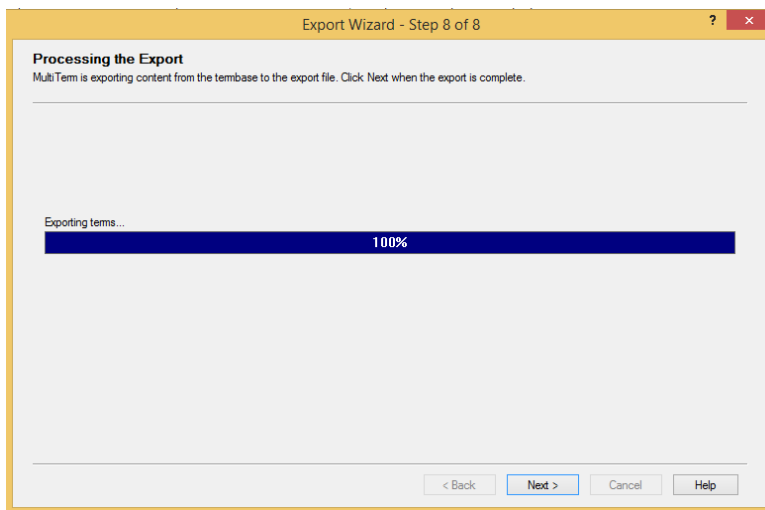 Export Wizard - Step 8 of 8
?
×
Processing the Export
MultiTerm is exporting content from the termbase to the export file. Click Next when the export is complete.
Exporting terms...
100%
< Back
Next >
Cancel
Help